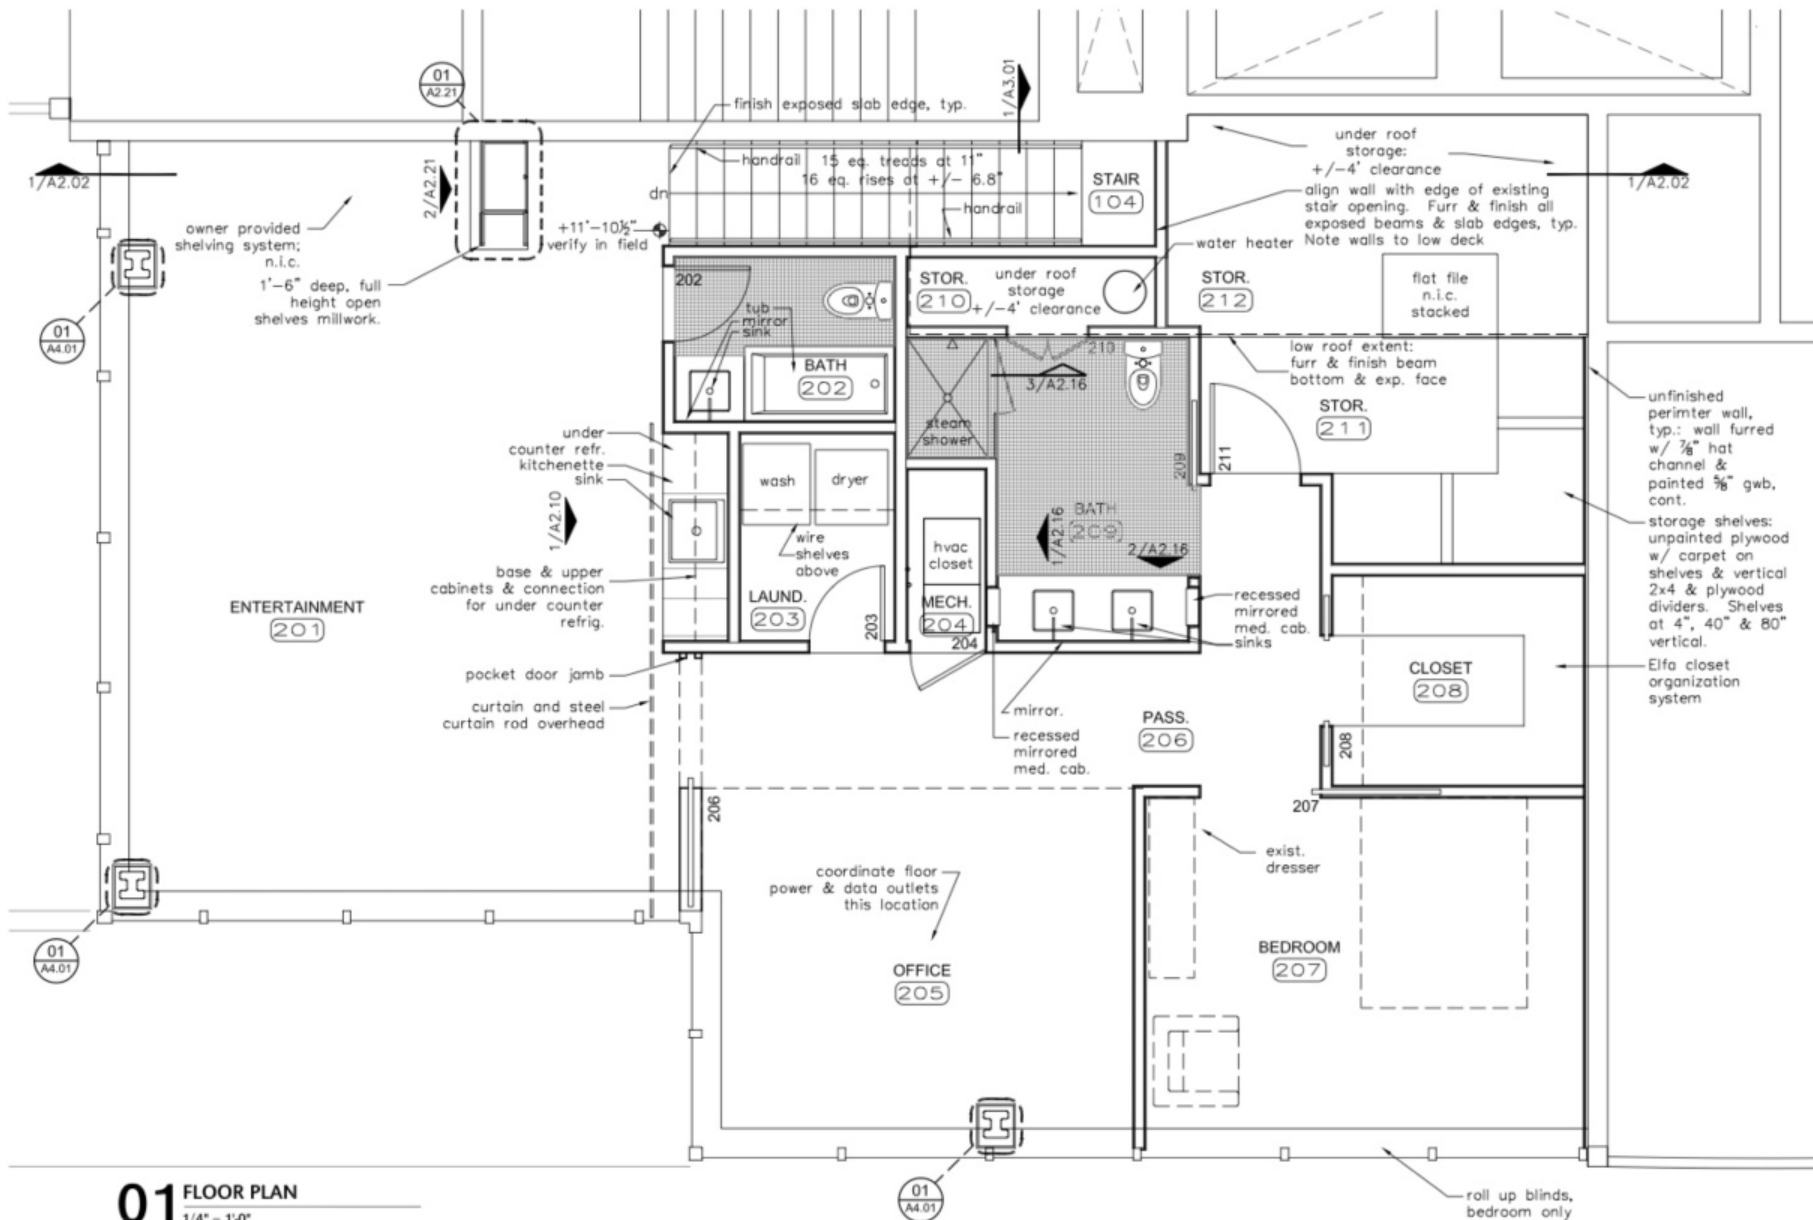 01
A2.21
1/A3.01
finish exposed slab edge, typ.
under roof
storage:
+/-4' clearance
1/A2.02
2/A2.21
handrail
15 eq. treads at 11"
16 eq. rises at +/- 6.8"
dn
handrail
STAIR
104
1/A2.02
align wall with edge of existing
stair opening. Furr & finish all
exposed beams & slab edges, typ.
Note walls to low deck
owner provided
shelving system;
n.i.c.
+11'-10½"
verify in field
water heater
1'-6" deep, full
height open
shelves millwork.
01
A4.01
202
tub
mirror
sink
BATH
202
STOR.
210
under roof
storage
+/-4' clearance
STOR.
212
flat file
n.i.c.
stacked
210
3/A2.16
low roof extent:
furr & finish beam
bottom & exp. face
STOR.
211
steam
shower
209
211
unfinished
perimter wall,
typ.: wall furred
w/ ⅞" hat
channel &
painted ⅝" gwb,
cont.
under
counter refr.
kitchenette
sink
wash
dryer
wire
shelves
above
1/A2.10
BATH
209
1/A2.16
2/A2.16
hvac
closet
storage shelves:
unpainted plywood
w/ carpet on
shelves & vertical
2x4 & plywood
dividers. Shelves
at 4", 40" & 80"
vertical.
base & upper
cabinets & connection
for under counter
refrig.
ENTERTAINMENT
201
LAUND.
203
203
MECH.
204
204
recessed
mirrored
med. cab.
sinks
pocket door jamb
curtain and steel
curtain rod overhead
mirror.
recessed
mirrored
med. cab.
PASS.
206
CLOSET
208
208
Elfa closet
organization
system
206
207
exist.
dresser
coordinate floor
power & data outlets
this location
01
A4.01
OFFICE
205
BEDROOM
207
01
A4.01
roll up blinds,
bedroom only
01 FLOOR PLAN
1/4" = 1'-0"